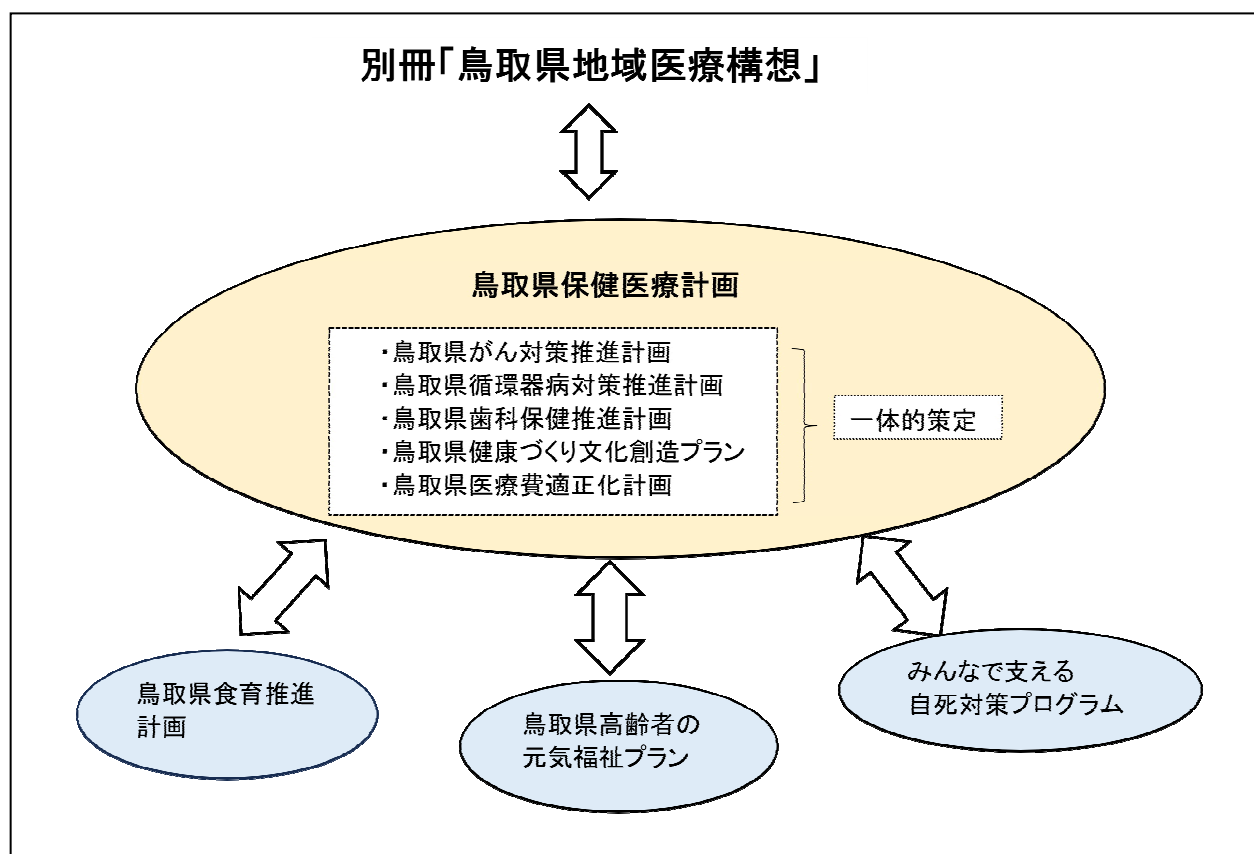 別冊「鳥取県地域医療構想」
鳥取県保健医療計画
・鳥取県がん対策推進計画
・鳥取県循環器病対策推進計画
・鳥取県歯科保健推進計画
・鳥取県健康づくり文化創造プラン
・鳥取県医療費適正化計画
一体的策定
鳥取県食育推進
計画
鳥取県高齢者の
元気福祉プラン
みんなで支える
自死対策プログラム